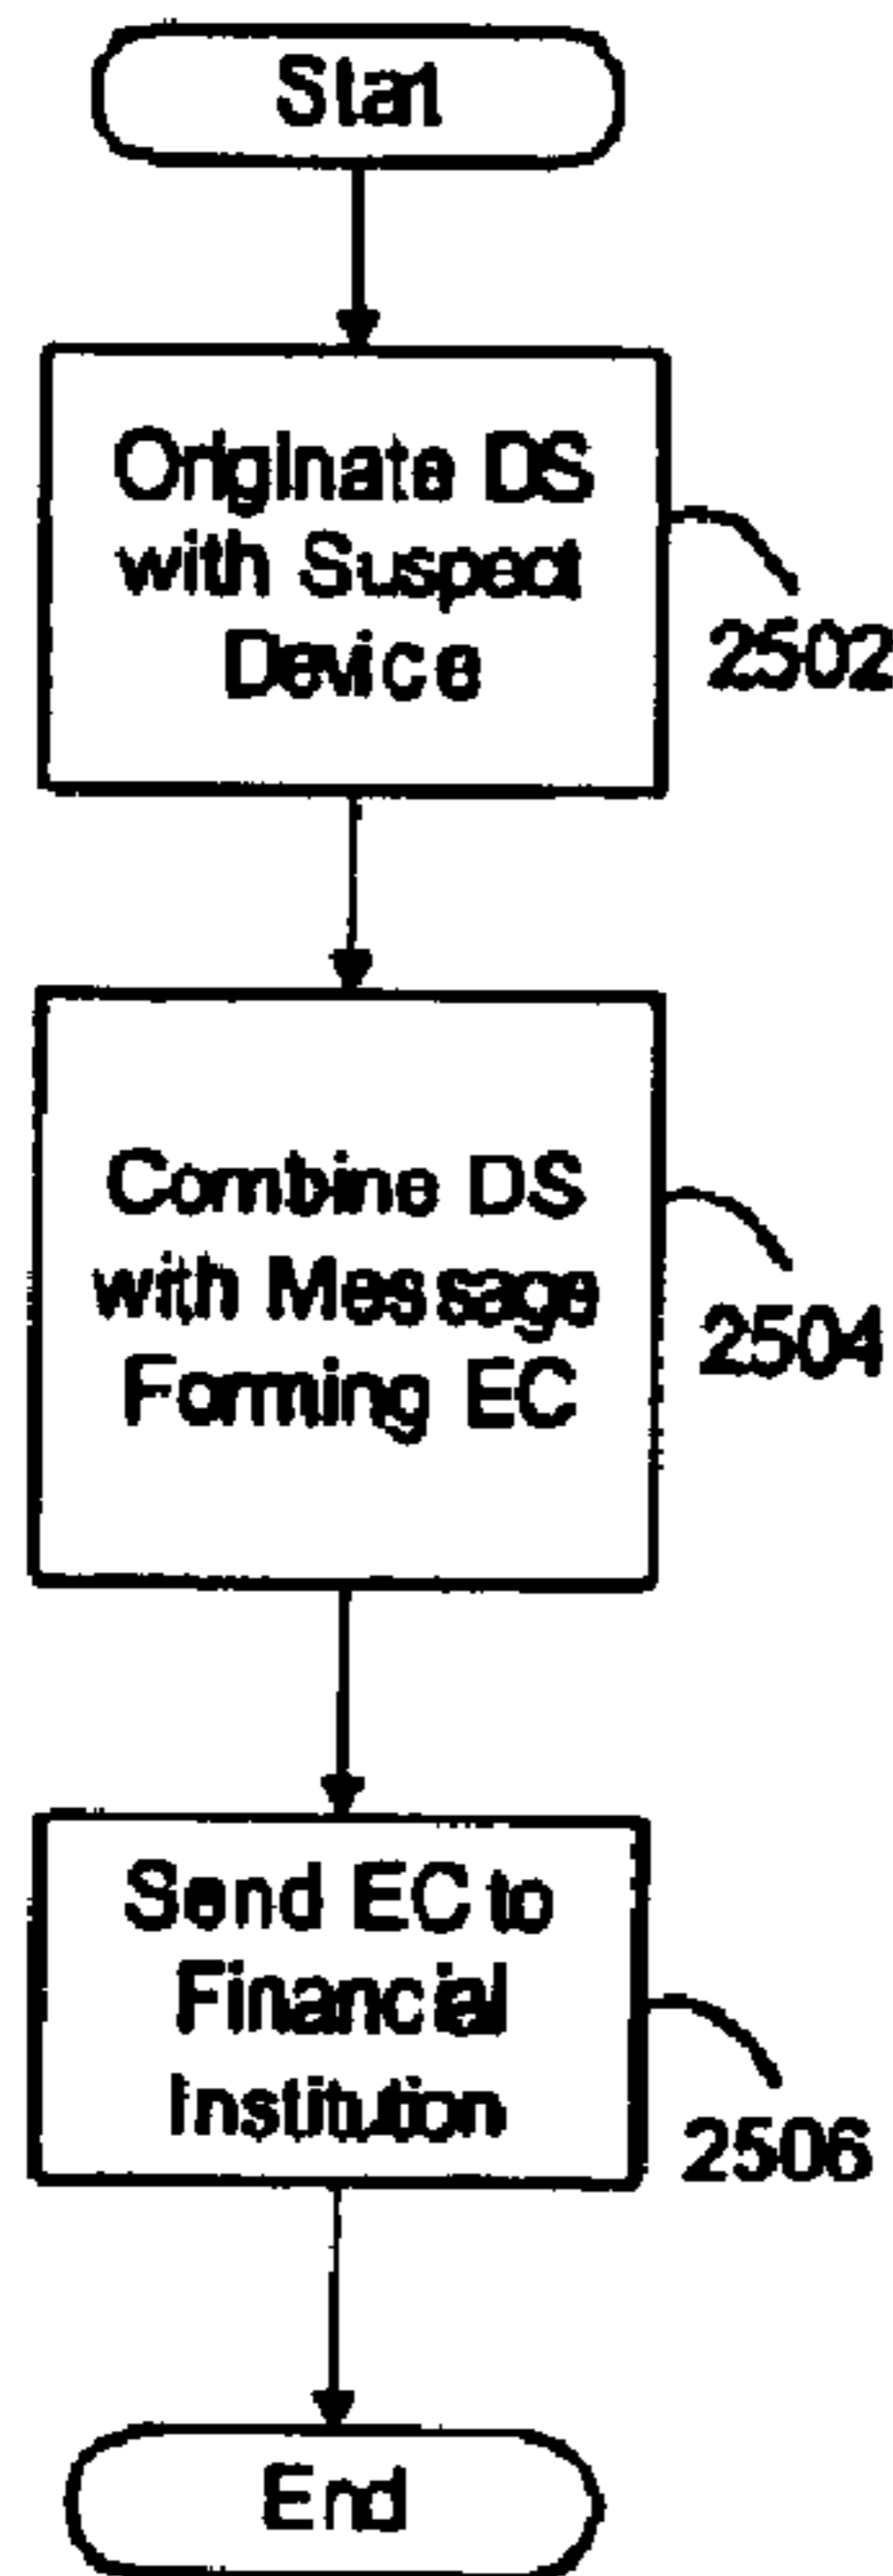 Start
Originate DS
with Suspect
Device
2502
Combine DS
with Message
Forming EC
2504
Send EC to
Financial
Institution
2506
End